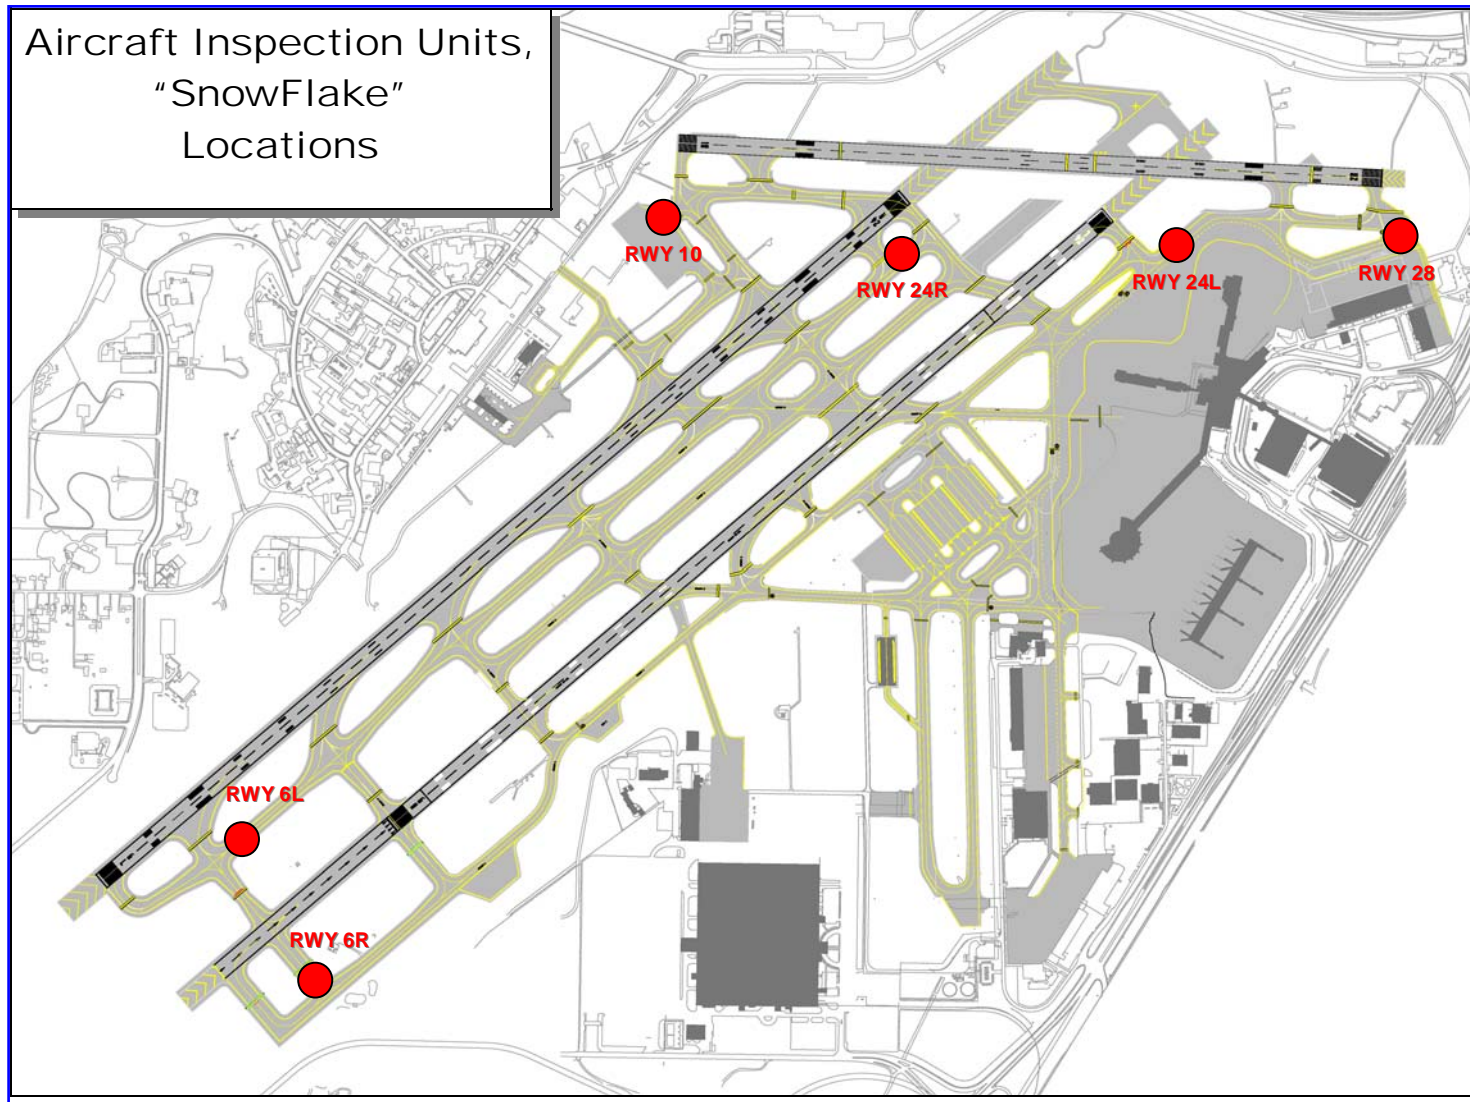 Aircraft Inspection Units,
“SnowFlake”
Locations
RWY 10
RWY 24R
RWY 24L
RWY 28
RWY 6L
RWY 6R